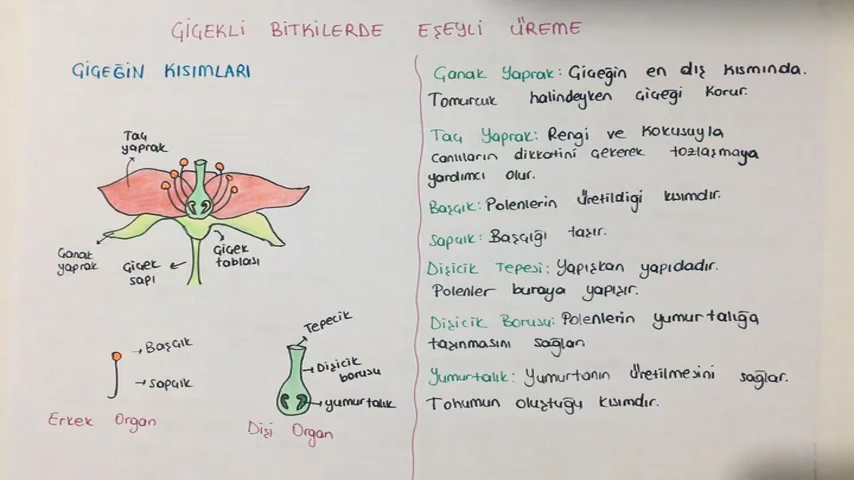 ÇİÇEKLİ BİTKİLERDE EŞEYLİ ÜREME
ÇİÇEĞİN KISIMLARI
Taç
yaprak
Çanak
yaprak
Çiçek
sapı
Çiçek
tablası
Başçık
sapçık
Erkek Organ
Tepecik
Dişicik
borusu
yumurtalık
Dişi Organ
Çanak Yaprak: Çiçeğin en dış kısmında.
Tomurcuk halindeyken çiçeği korur.
Taç Yaprak: Rengi ve kokusuyla
canlıların dikkatini çekerek tozlaşmaya
yardımcı olur.
Başçık: Polenlerin üretildiği kısımdır.
Sapçık: Başçığı taşır.
Dişicik Tepesi: Yapışkan yapıdadır.
Polenler buraya yapışır.
Dişicik Borusu: Polenlerin yumurtalığa
taşınmasını sağlar
Yumurtalık: Yumurtanın üretilmesini sağlar.
Tohumun oluştuğu kısımdır.